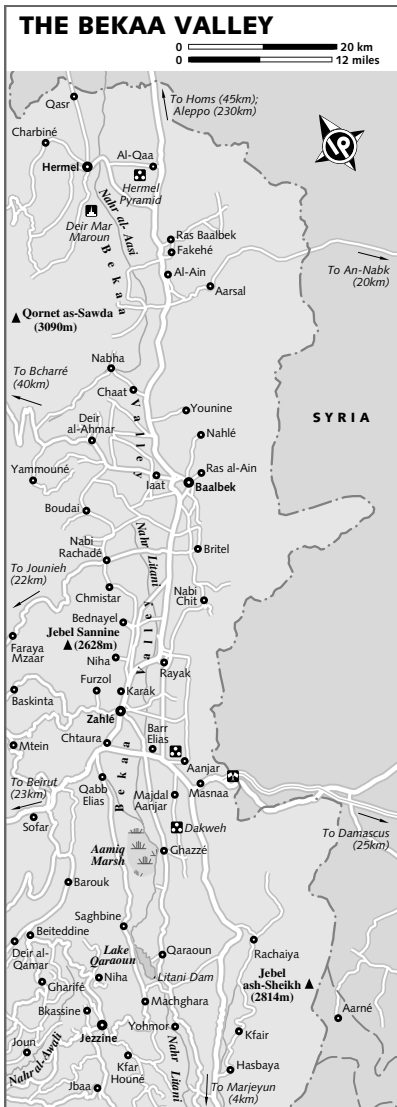 THE BEKAA VALLEY
0 20 km
0 12 miles
Qasr
To Homs (45km);
Aleppo (230km)
Charbiné
Hermel
Al-Qaa
Hermel
Pyramid
Nahr al-Aasi
Deir Mar
Maroun
Bekaa
Ras Baalbek
Fakehé
Al-Ain
To An-Nabk
(20km)
Aarsal
Qornet as-Sawda
(3090m)
Nabha
To Bcharré
(40km)
Chaat
Valley
Younine
SYRIA
Deir
al-Ahmar
Nahlé
Yammouné
Iaat
Ras al-Ain
Baalbek
Boudai
Nahr Litani
Nabi
Rachadé
Britel
To Jounieh
(22km)
Chmistar
Nabi
Chit
Bednayel
Valley
Faraya
Mzaar
Jebel Sannine
(2628m)
Niha
Rayak
Furzol
Karak
Baskinta
Zahlé
Mtein
Chtaura
Barr
Elias
Bekaa
Aanjar
To Beirut
(23km)
Qabb
Elias
Majdal
Aanjar
Masnaa
Sofar
Dakweh
To Damascus
(25km)
Aamiq
Marsh
Ghazzé
Barouk
Saghbine
Beiteddine
Deir al-
Qamar
Lake
Qaraoun
Qaraoun
Rachaiya
Niha
Litani Dam
Gharifé
Jebel
ash-Sheikh
(2814m)
Machghara
Bkassine
Aarné
Jezzine
Yohmor
Kfair
Joun
Nahr al-Awali
Kfar
Houné
Nahr Litani
Hasbaya
Jbaa
To Marjeyun
(4km)